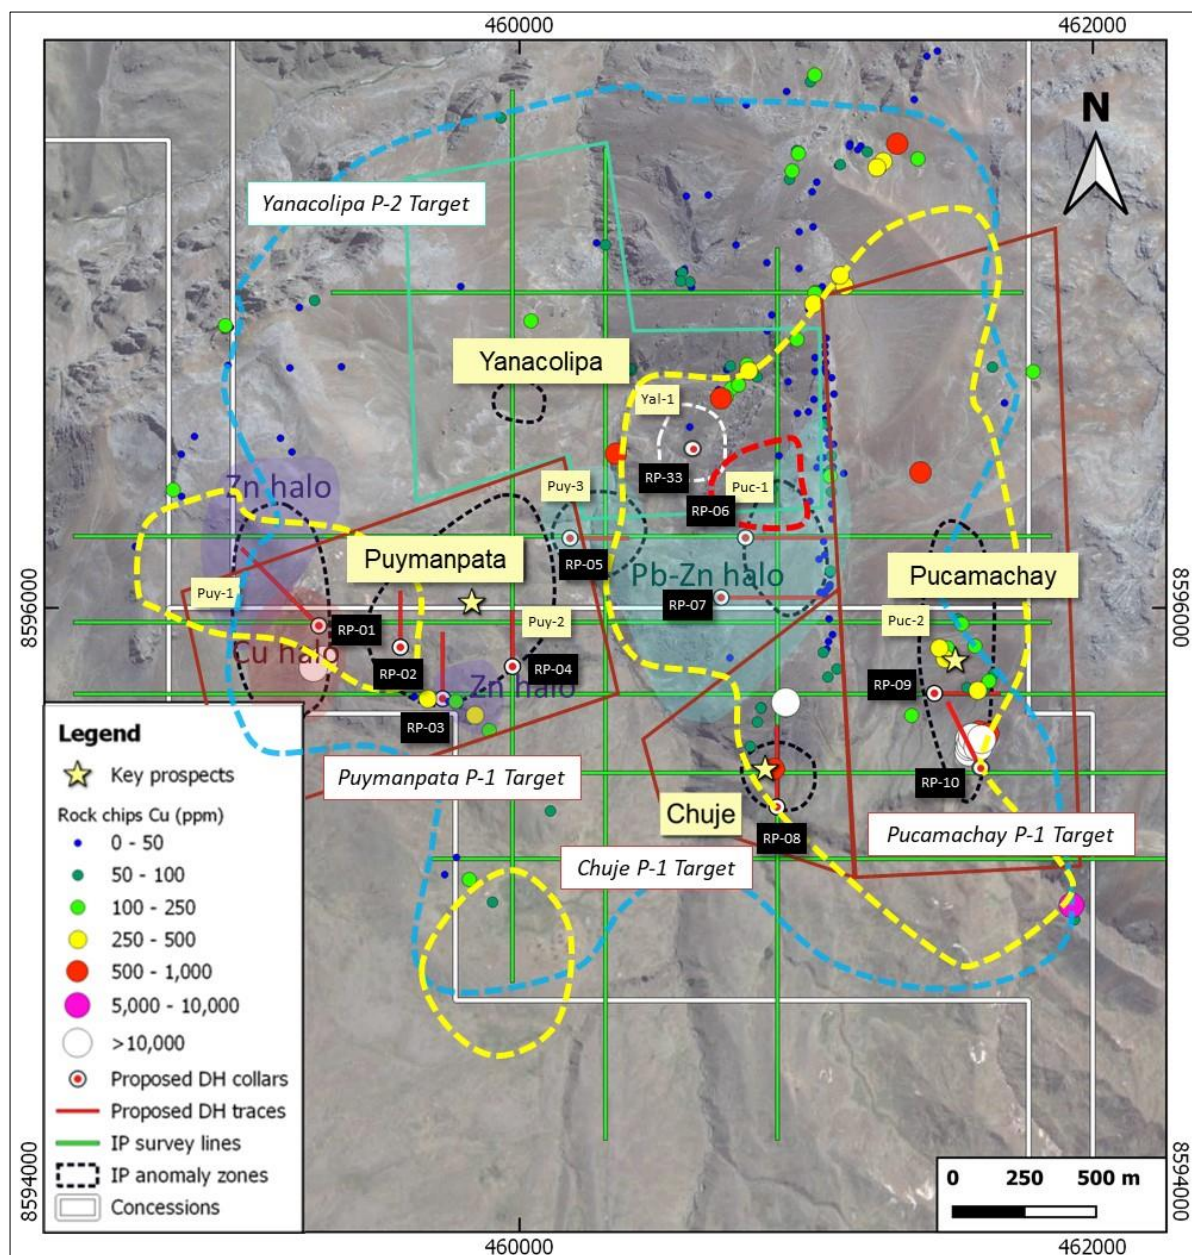 460000
462000
N
Yanacolipa P-2 Target
Yanacolipa
Yal-1
Zn halo
Puy-3
RP-33
Puc-1
RP-06
Puymanpata
RP-05
Pb-Zn halo
Pucamachay
8596000
8596000
Puy-1
RP-07
Puy-2
Puc-2
RP-01
Cu halo
RP-02
RP-04
RP-09
Zn halo
RP-03
Legend
Key prospects
Rock chips Cu (ppm)
0 - 50
50 - 100
100 - 250
250 - 500
500 - 1,000
5,000 - 10,000
>10,000
Proposed DH collars
Proposed DH traces
IP survey lines
IP anomaly zones
Concessions
Puymanpata P-1 Target
RP-10
Chuje
RP-08
Pucamachay P-1 Target
Chuje P-1 Target
8594000
8594000
0 250 500 m
460000
462000